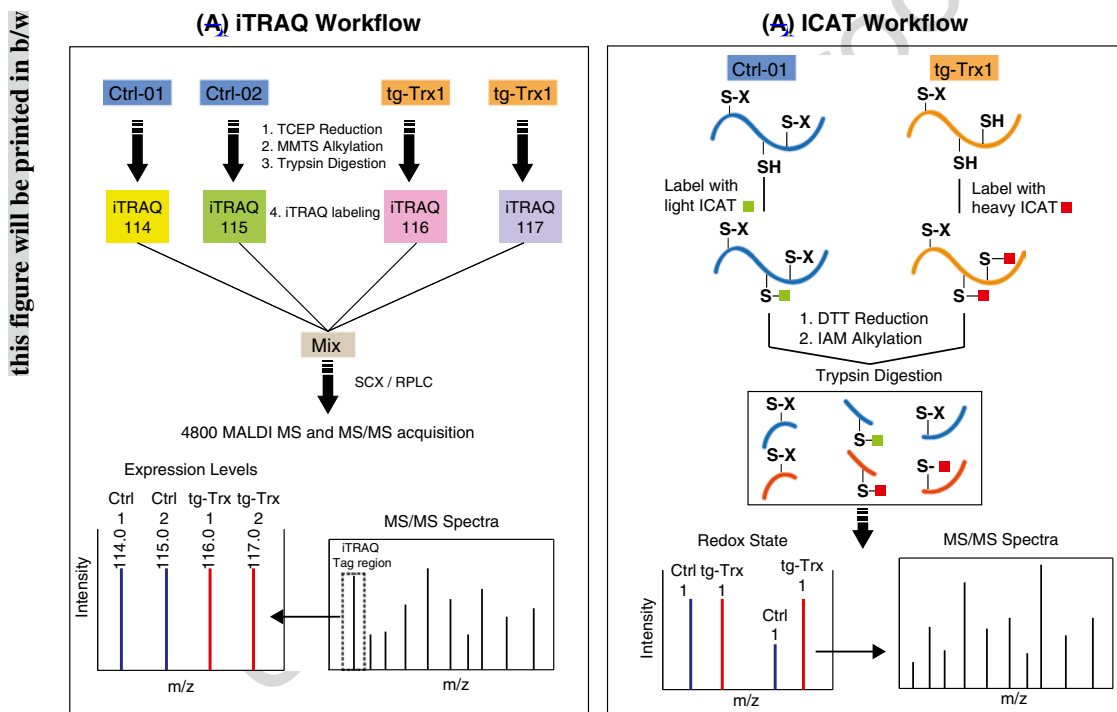 this figure will be printed in b/w
(A) iTRAQ Workflow
Ctrl-01
Ctrl-02
tg-Trx1
tg-Trx1
1. TCEP Reduction
2. MMTS Alkylation
3. Trypsin Digestion
iTRAQ
114
iTRAQ
115
4. iTRAQ labeling
iTRAQ
116
iTRAQ
117
Mix
SCX / RPLC
4800 MALDI MS and MS/MS acquisition
Expression Levels
Ctrl
1
Ctrl
2
tg-Trx
1
tg-Trx
2
114.0
115.0
116.0
117.0
Intensity
m/z
MS/MS Spectra
iTRAQ
Tag region
m/z
(A) ICAT Workflow
Ctrl-01
tg-Trx1
S-X
S-X
SH
S-X
SH
SH
Label with
light ICAT
Label with
heavy ICAT
S-X
S-X
S
S-X
S
S
1. DTT Reduction
2. IAM Alkylation
Trypsin Digestion
S-X
S
S-X
S-X
S
S-
Redox State
Ctrl
1
tg-Trx
1
Ctrl
1
tg-Trx
1
Intensity
m/z
MS/MS Spectra
m/z